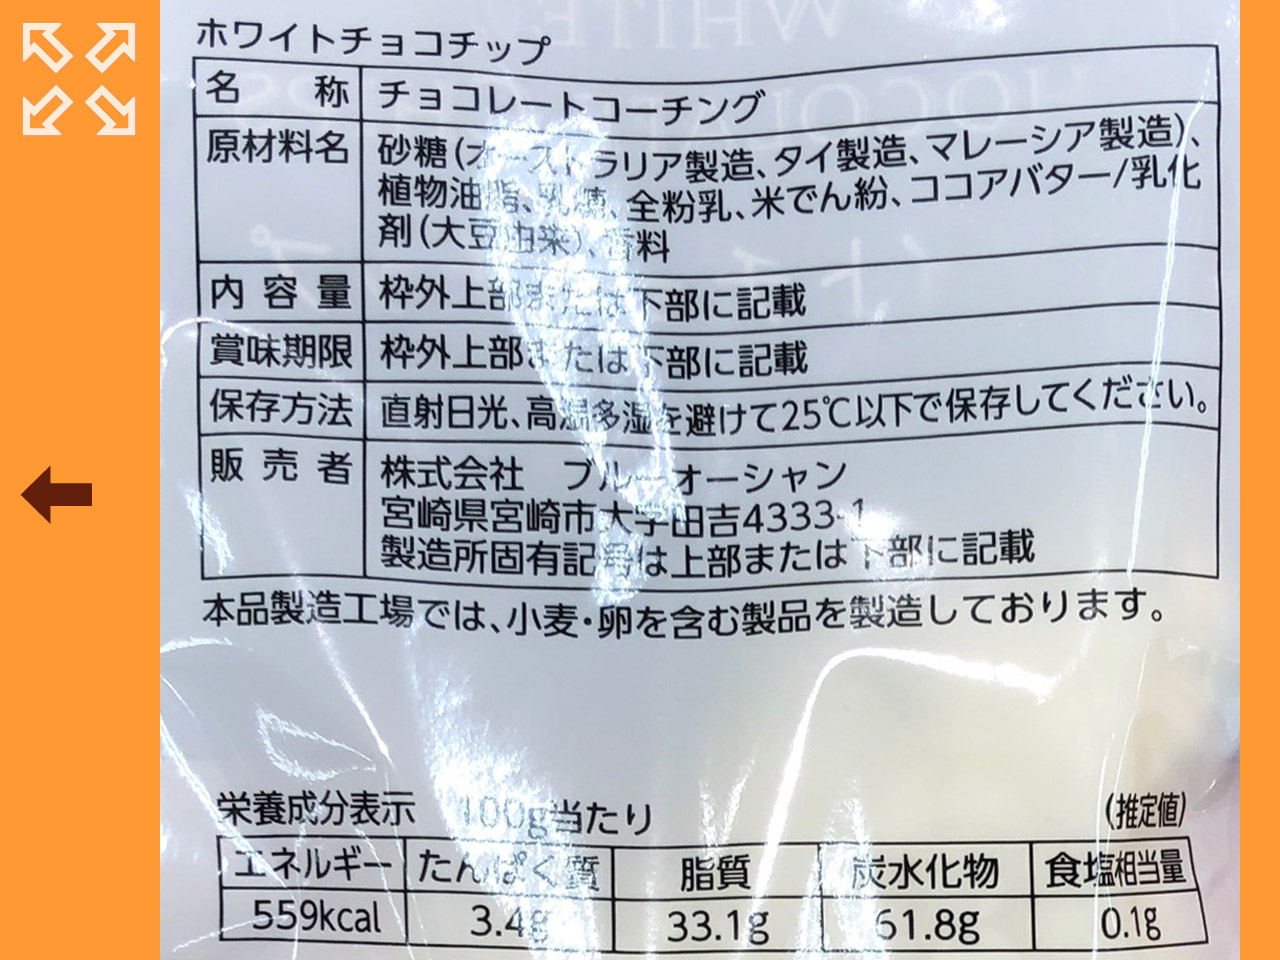 ホワイトチョコチップ
名称 チョコレートコーチング
原材料名 砂糖(オーストラリア製造、タイ製造、マレーシア製造)、
植物油脂、乳糖、全粉乳、米でん粉、ココアバター/乳化
剤(大豆由来)、香料
内容量 枠外上部または下部に記載
賞味期限 枠外上部または下部に記載
保存方法 直射日光、高温多湿を避けて25℃以下で保存してください。
販売者 株式会社 ブルーオーシャン
宮崎県宮崎市大字田吉4333-1
製造所固有記号は上部または下部に記載
本品製造工場では、小麦・卵を含む製品を製造しております。
栄養成分表示 100g当たり (推定値)
エネルギー たんぱく質 脂質 炭水化物 食塩相当量
559kcal 3.4g 33.1g 61.8g 0.1g